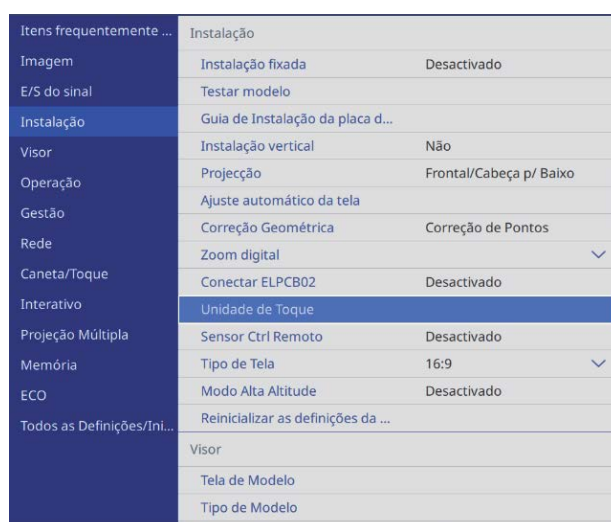 Itens frequentemente ...
Imagem
E/S do sinal
Instalação
Visor
Operação
Gestão
Rede
Caneta/Toque
Interativo
Projeção Múltipla
Memória
ECO
Todos as Definições/Ini...
Instalação
Instalação fixada Desactivado
Testar modelo
Guia de Instalação da placa d...
Instalação vertical Não
Projecção Frontal/Cabeça p/ Baixo
Ajuste automático da tela
Correção Geométrica Correção de Pontos
Zoom digital
Conectar ELPCB02 Desactivado
Unidade de Toque
Sensor Ctrl Remoto Desactivado
Tipo de Tela 16:9
Modo Alta Altitude Desactivado
Reinicializar as definições da ...
Visor
Tela de Modelo
Tipo de Modelo